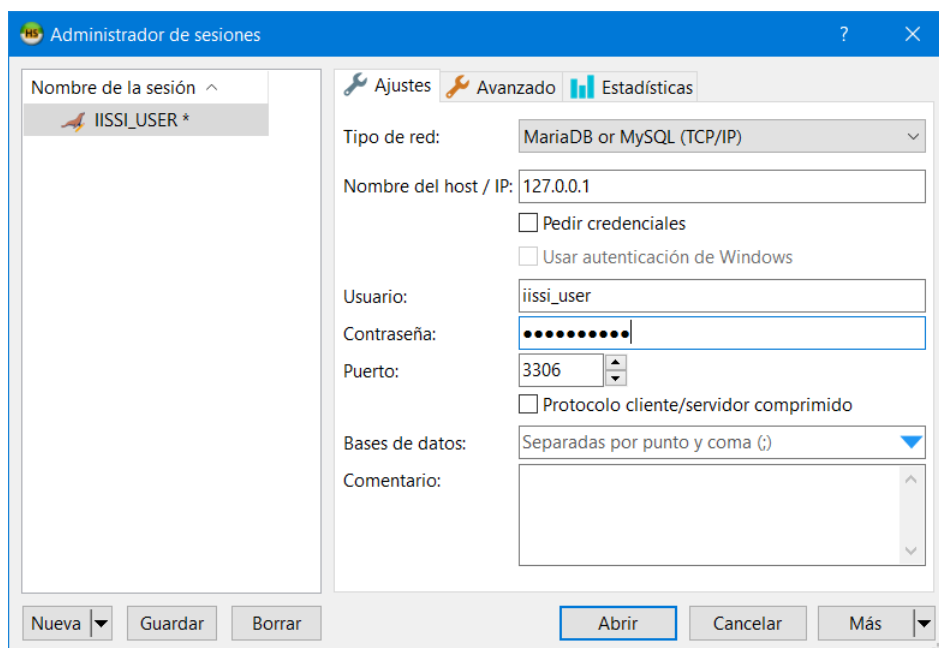 HS Administrador de sesiones ?
Nombre de la sesión
IISSI_USER *
Ajustes Avanzado Estadísticas
Tipo de red: MariaDB or MySQL (TCP/IP)
Nombre del host / IP: 127.0.0.1
Pedir credenciales
Usar autenticación de Windows
Usuario: iissi_user
Contraseña: ●●●●●●●●●●
Puerto: 3306
Protocolo cliente/servidor comprimido
Bases de datos: Separadas por punto y coma (;)
Comentario:
Nueva Guardar Borrar Abrir Cancelar Más